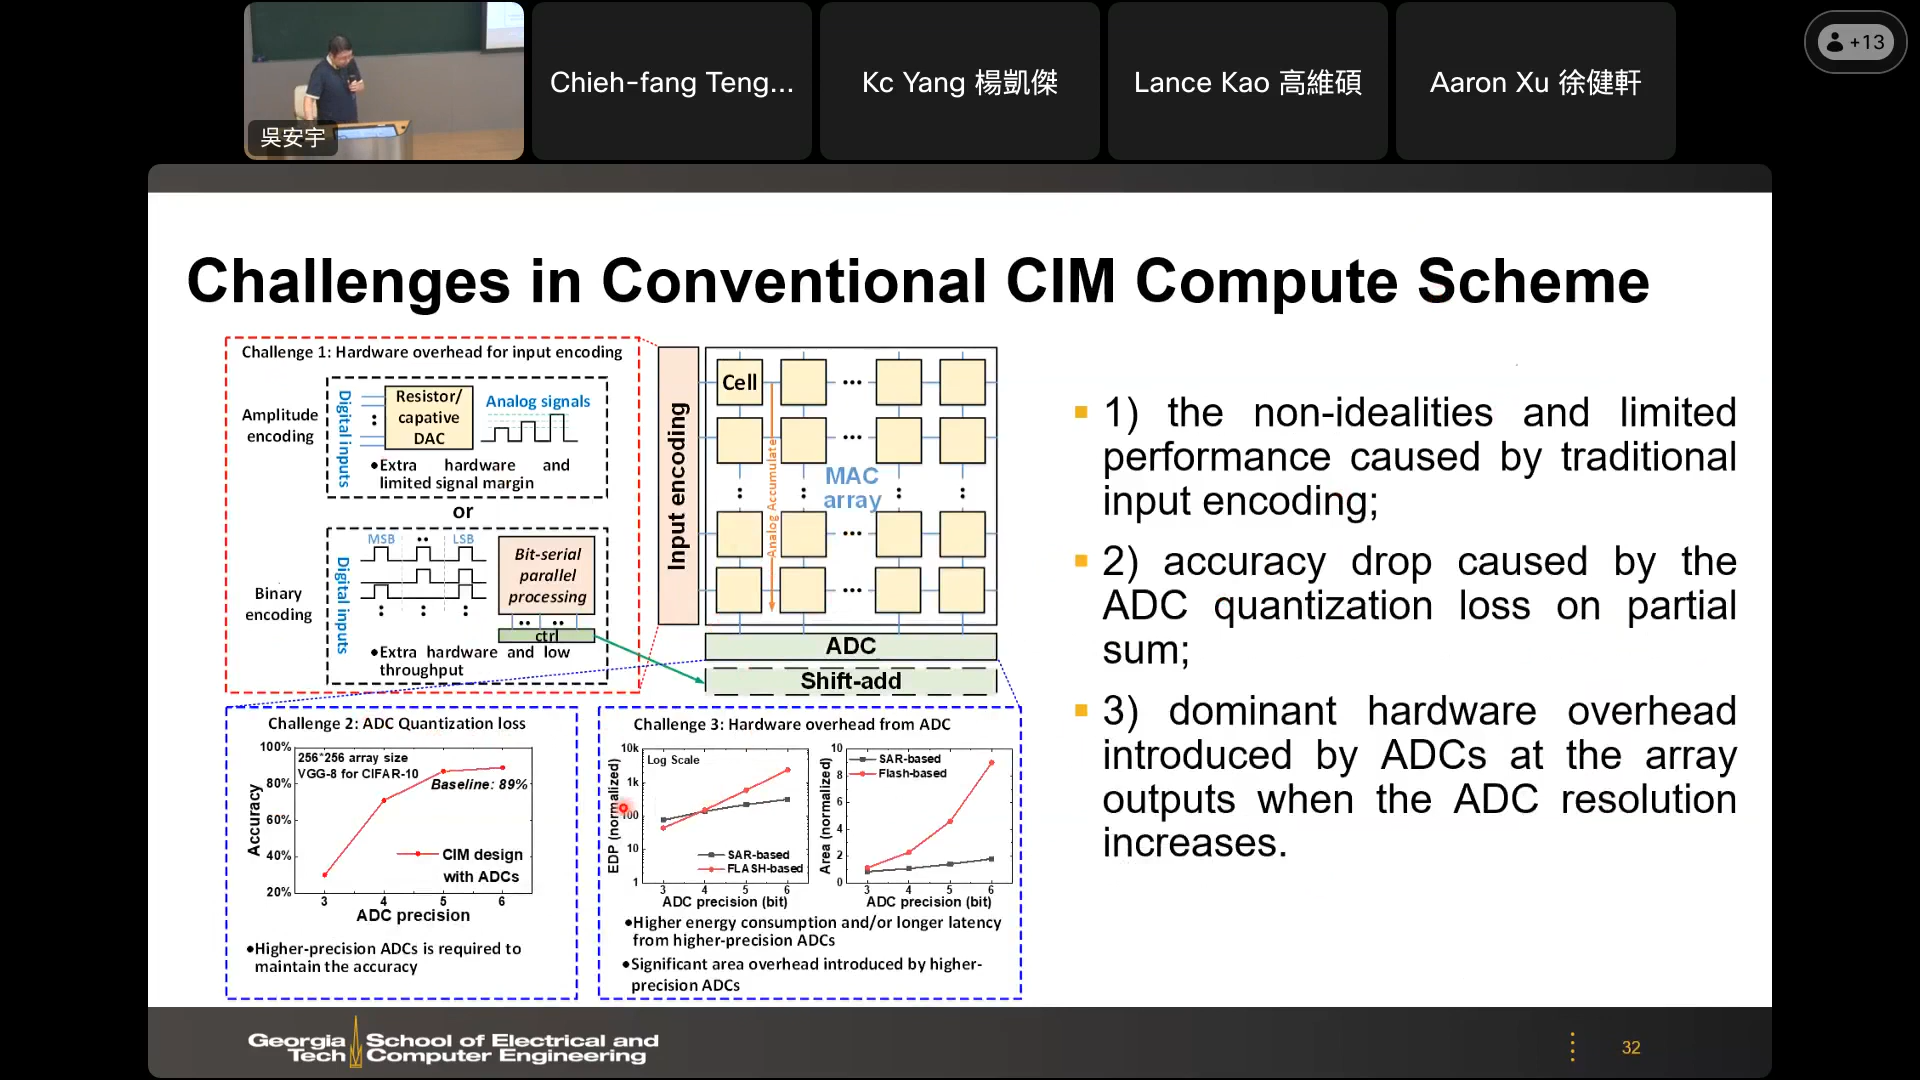 吳安宇
Chieh-fang Teng...
Kc Yang 楊凱傑
Lance Kao 高維碩
Aaron Xu 徐健軒
+13
Challenges in Conventional CIM Compute Scheme
Challenge 1: Hardware overhead for input encoding
Amplitude
encoding
Digital inputs
Resistor/
capative
DAC
Analog signals
•Extra hardware and
limited signal margin
or
Binary
encoding
Digital inputs
MSB
LSB
Bit-serial
parallel
processing
ctrl
•Extra hardware and low
throughput
Input encoding
Cell
Analog Accumulate
MAC
array
ADC
Shift-add
Challenge 2: ADC Quantization loss
100%
80%
60%
40%
20%
Accuracy
256*256 array size
VGG-8 for CIFAR-10
Baseline: 89%
CIM design
with ADCs
3 4 5 6
ADC precision
•Higher-precision ADCs is required to
maintain the accuracy
Challenge 3: Hardware overhead from ADC
10k
1k
100
10
1
EDP (normalized)
Log Scale
SAR-based
FLASH-based
3 4 5 6
ADC precision (bit)
10
8
6
4
2
0
Area (normalized)
SAR-based
Flash-based
3 4 5 6
ADC precision (bit)
•Higher energy consumption and/or longer latency
from higher-precision ADCs
•Significant area overhead introduced by higher-
precision ADCs
1) the non-idealities and limited
performance caused by traditional
input encoding;
2) accuracy drop caused by the
ADC quantization loss on partial
sum;
3) dominant hardware overhead
introduced by ADCs at the array
outputs when the ADC resolution
increases.
Georgia
Tech
School of Electrical and
Computer Engineering
32